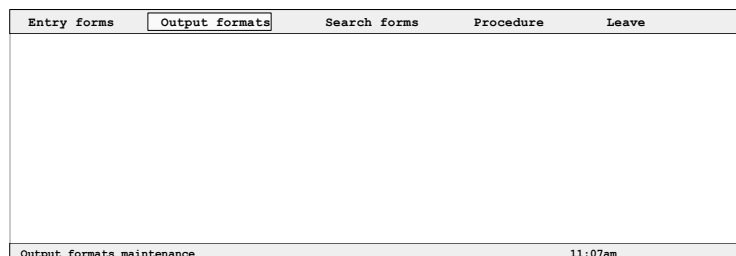 Entry forms Output formats Search forms Procedure Leave
Output formats maintenance 11:07am